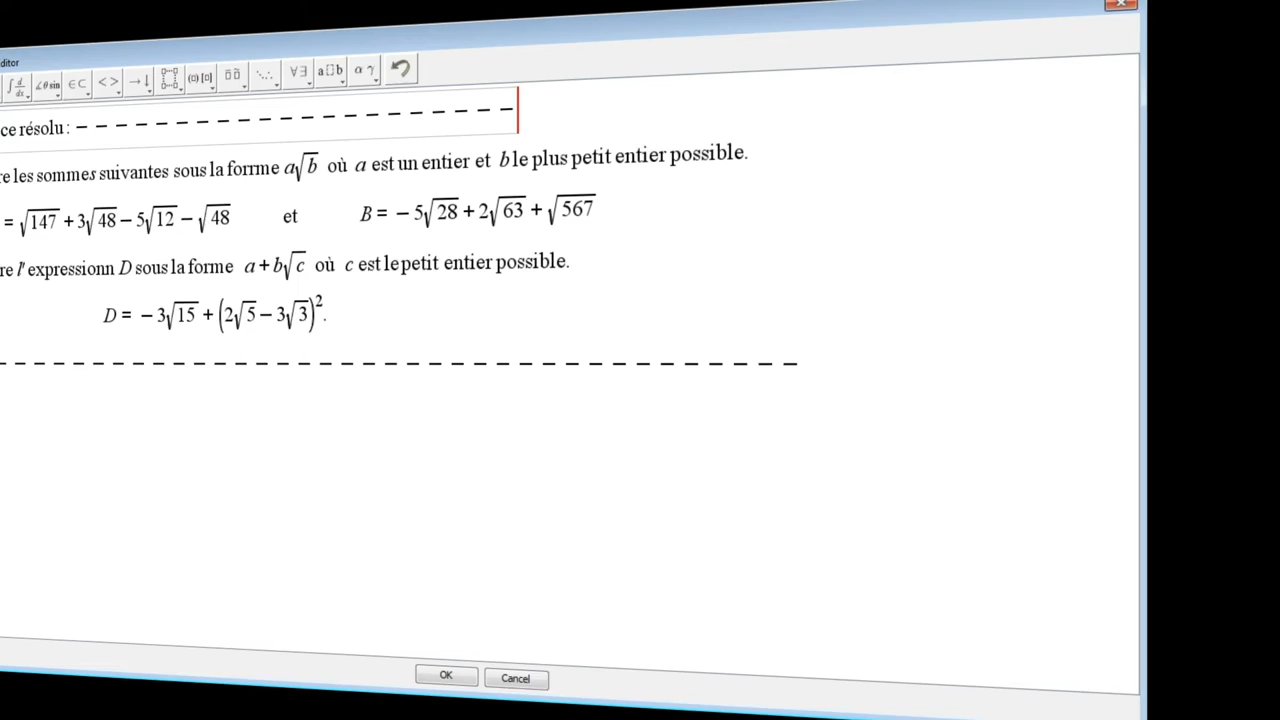 ditor
∫ d/dx ∠θ sin ∈⊂ <> →↓ (▫) [▫] ∀∃ a▯b α γ
ce résolu : – – – – – – – – – – – – – – – – – – – –
re les sommes suivantes sous la forme a√b où a est un entier et b le plus petit entier possible.
= √147 + 3√48 – 5√12 – √48 et B = – 5√28 + 2√63 + √567
re l' expressionn D sous la forme a + b√c où c est le petit entier possible.
D = – 3√15 + (2√5 – 3√3)².
OK Cancel